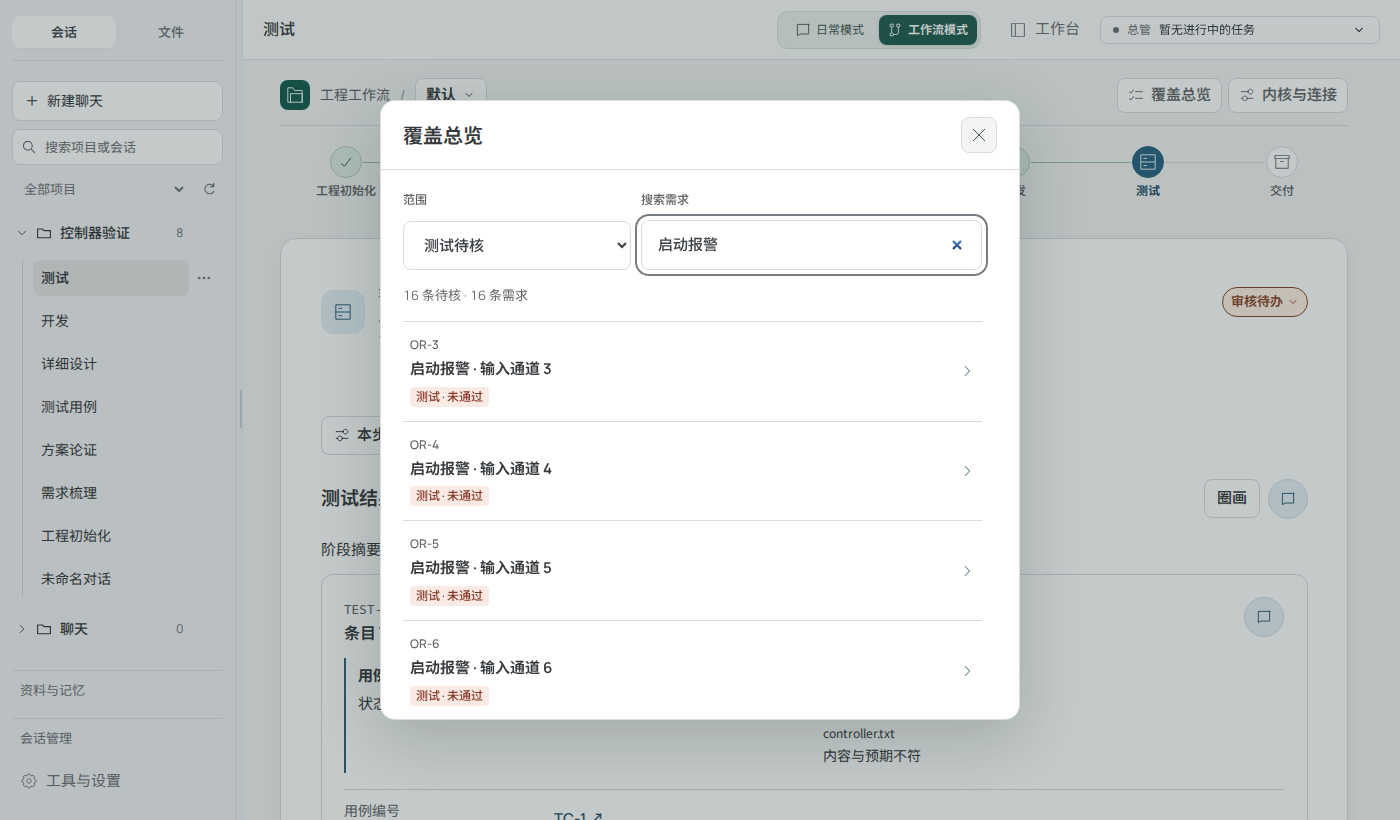 会话
文件
新建聊天
搜索项目或会话
全部项目
控制器验证 8
测试
开发
详细设计
测试用例
方案论证
需求梳理
工程初始化
未命名对话
聊天 0
资料与记忆
会话管理
工具与设置
测试
日常模式
工作流模式
工作台
总管 暂无进行中的任务
工程工作流 / 默认
覆盖总览
内核与连接
工程初始化
测试
交付
审核待办
圈画
阶段摘要
TEST-
条目
状态
controller.txt
内容与预期不符
用例编号
TC-1 ↗
覆盖总览
范围
搜索需求
测试待核
启动报警
16 条待核 · 16 条需求
OR-3
启动报警 · 输入通道 3
测试 · 未通过
OR-4
启动报警 · 输入通道 4
测试 · 未通过
OR-5
启动报警 · 输入通道 5
测试 · 未通过
OR-6
启动报警 · 输入通道 6
测试 · 未通过